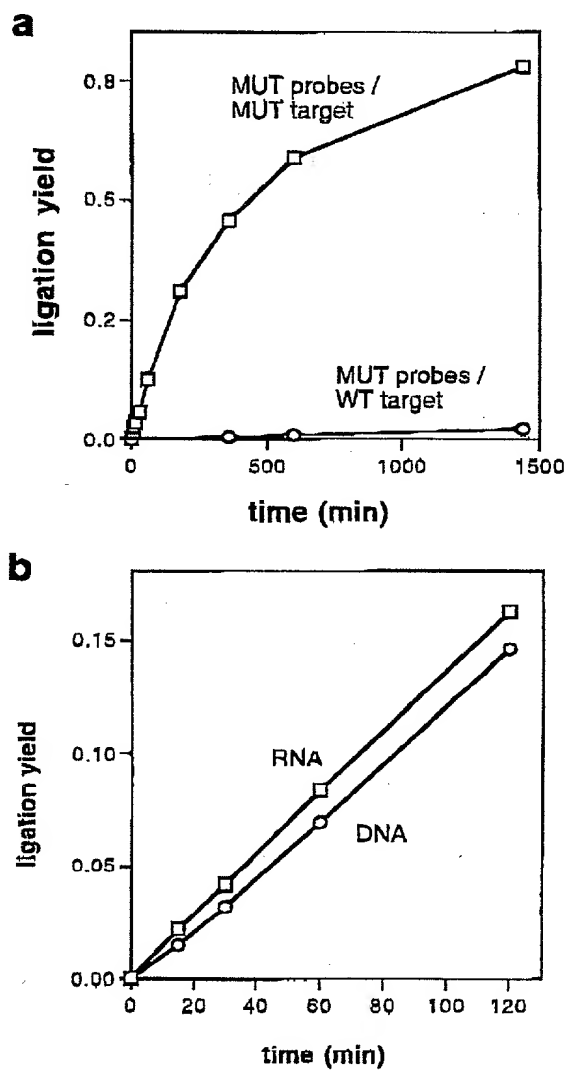 a
ligation yield
0.8
0.5
0.2
0.0
MUT probes /
MUT target
MUT probes /
WT target
0
500
1000
1500
time (min)
b
ligation yield
0.15
0.10
0.05
0.00
RNA
DNA
0
20
40
60
80
100
120
time (min)